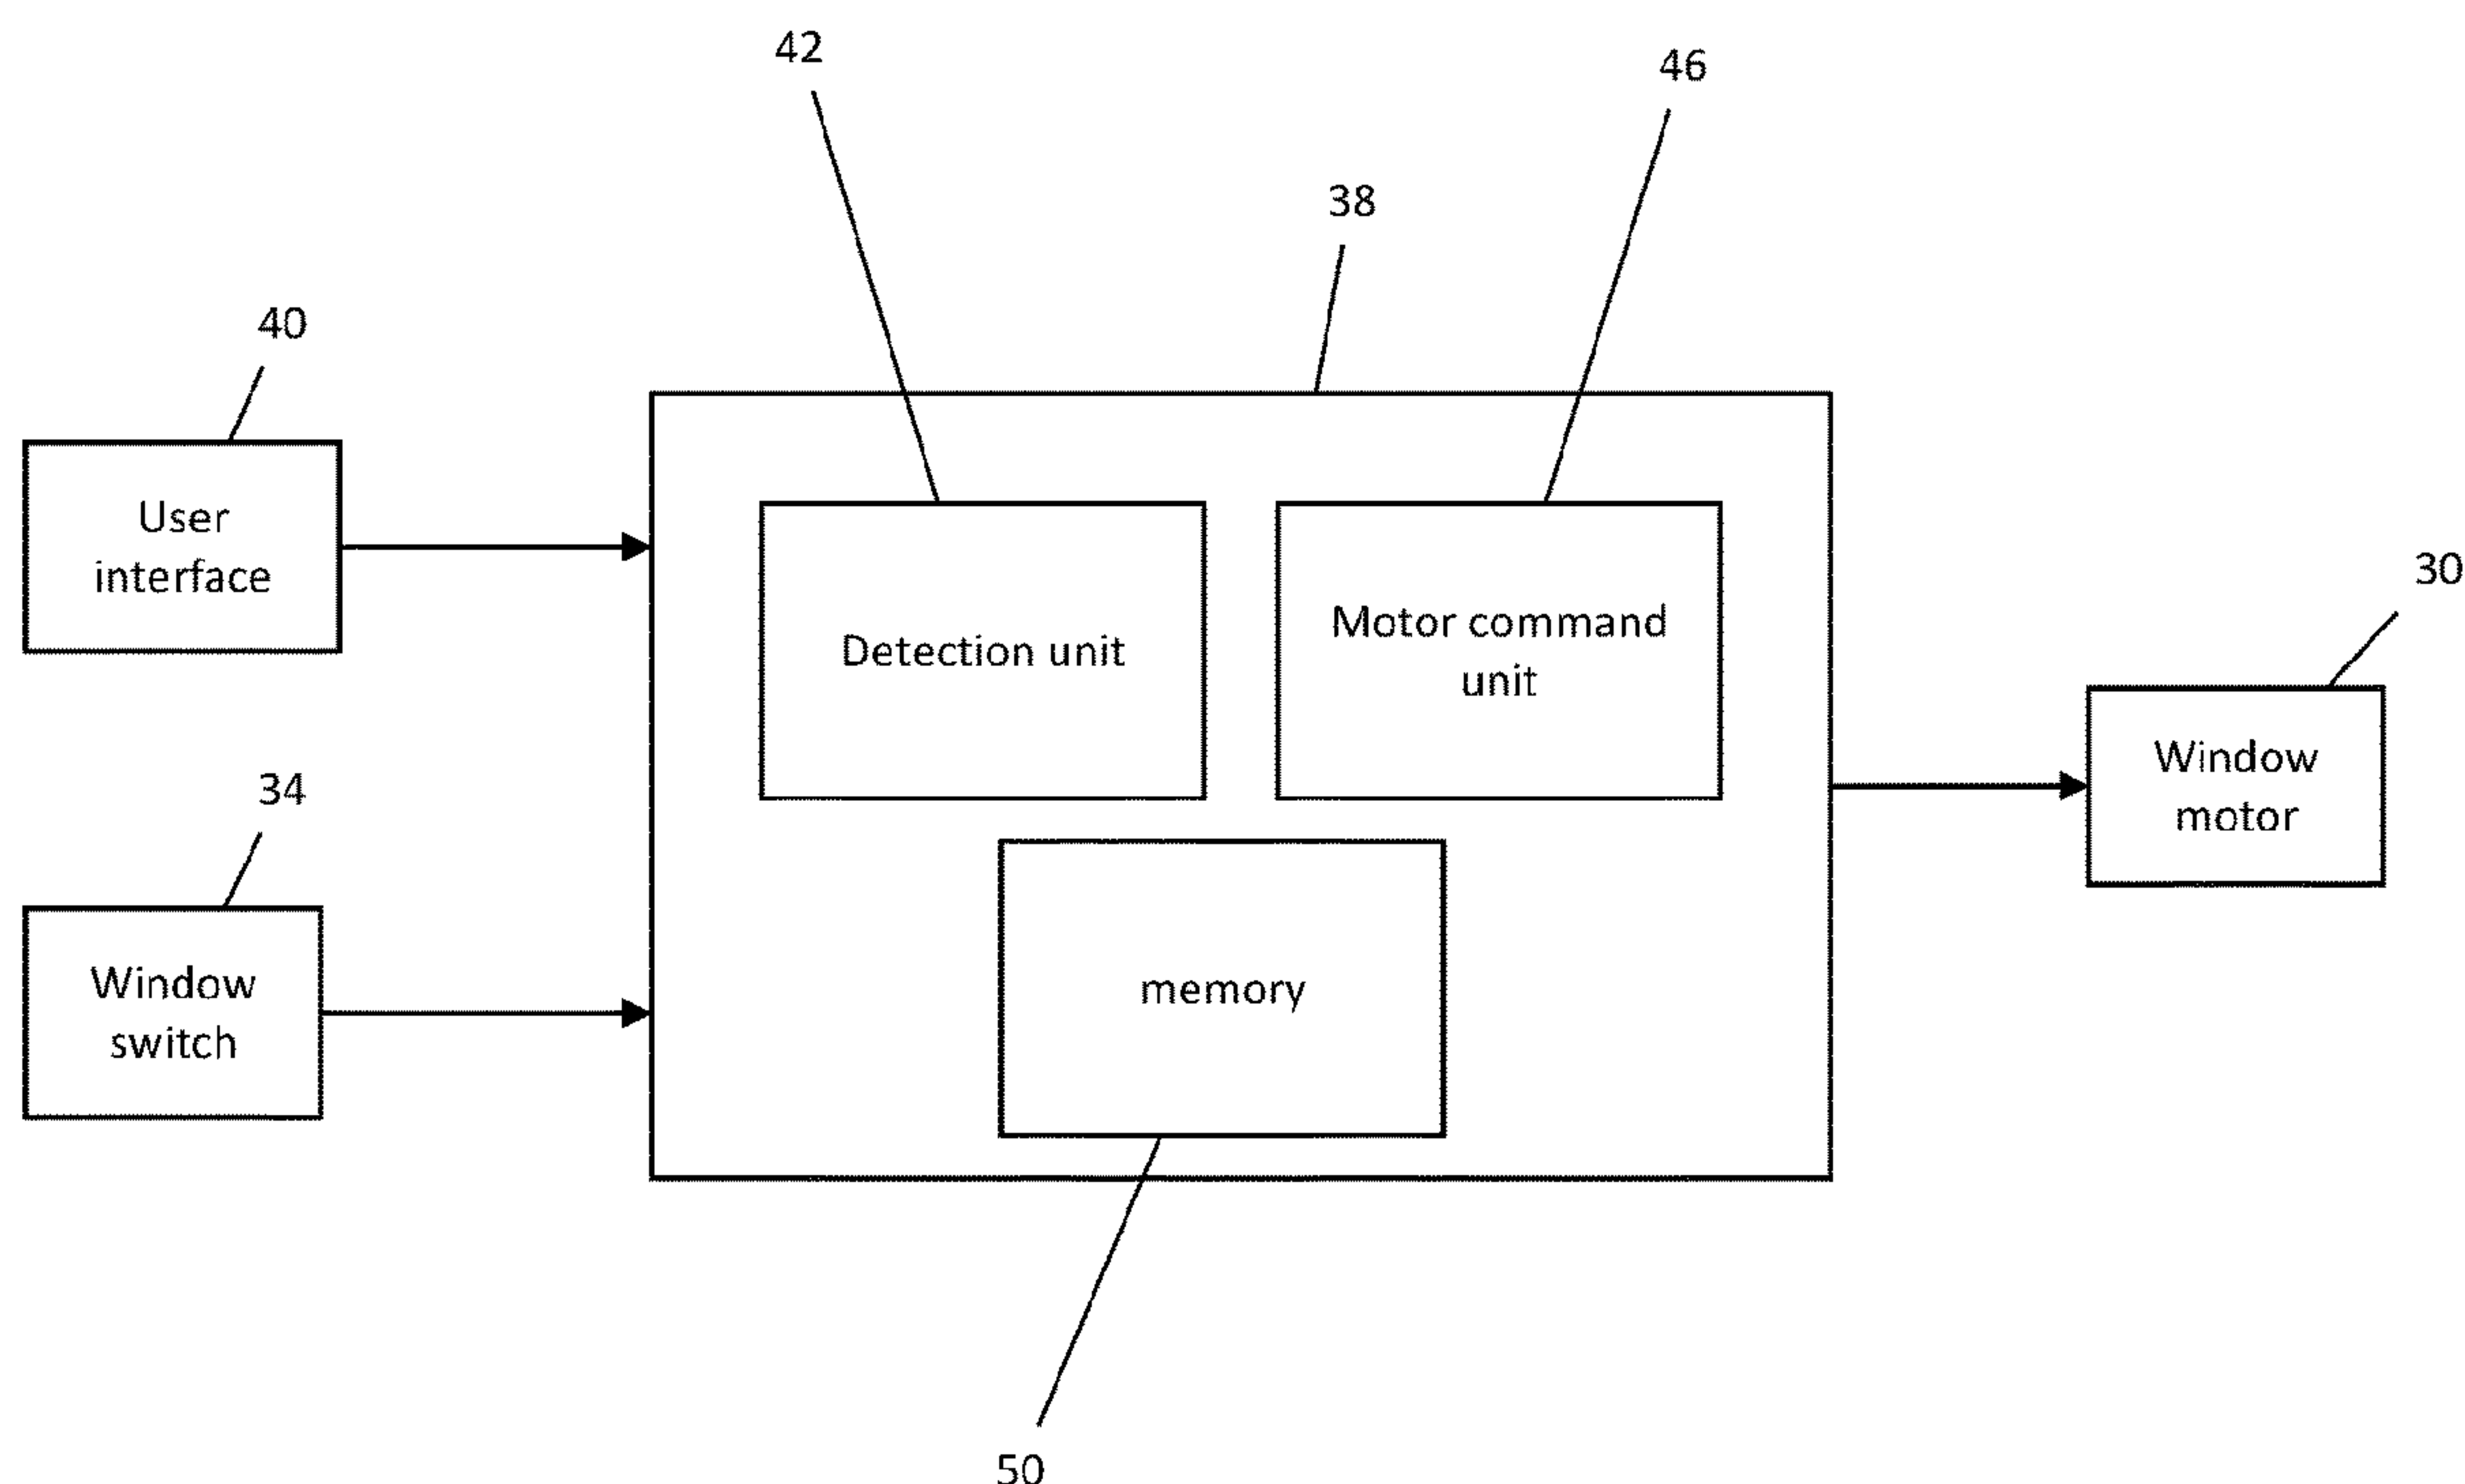 42
46
38
40
User
interface
Detection unit
Motor command
unit
30
Window
motor
34
Window
switch
memory
50